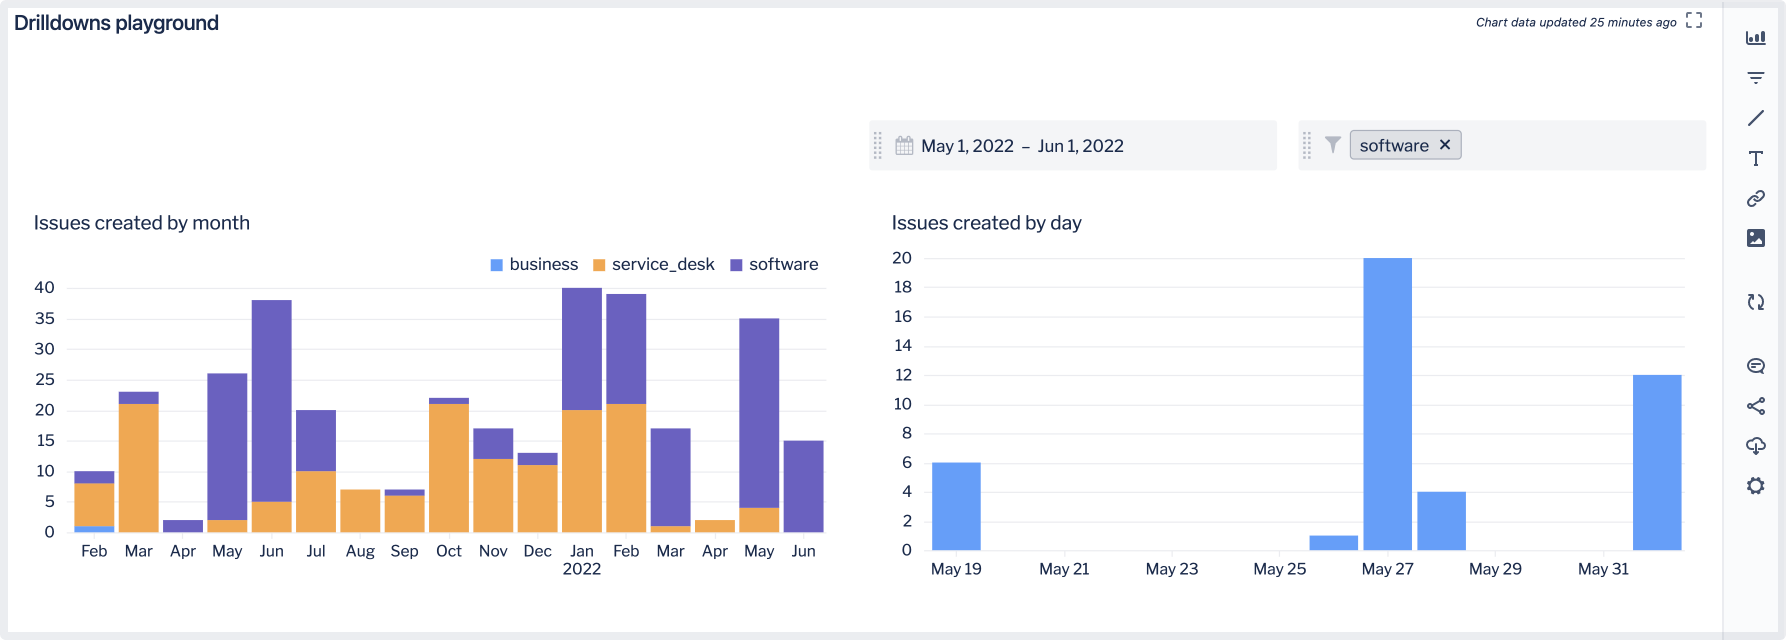 Drilldowns playground
Chart data updated 25 minutes ago
May 1, 2022 – Jun 1, 2022
software ✕
Issues created by month
business service_desk software
40
35
30
25
20
15
10
5
0
Feb Mar Apr May Jun Jul Aug Sep Oct Nov Dec Jan Feb Mar Apr May Jun
2022
Issues created by day
20
18
16
14
12
10
8
6
4
2
0
May 19 May 21 May 23 May 25 May 27 May 29 May 31